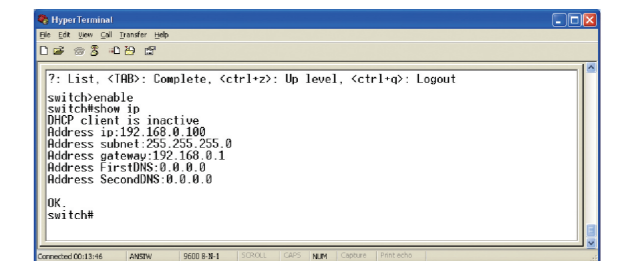 HyperTerminal
File Edit View Call Transfer Help
?: List, <TAB>: Complete, <ctrl+z>: Up level, <ctrl+q>: Logout
switch>enable
switch#show ip
DHCP client is inactive
Address ip:192.168.0.100
Address subnet:255.255.255.0
Address gateway:192.168.0.1
Address FirstDNS:0.0.0.0
Address SecondDNS:0.0.0.0
OK.
switch#
Connected 00:13:46 ANSIW 9600 8-N-1 SCROLL CAPS NUM Capture Print echo